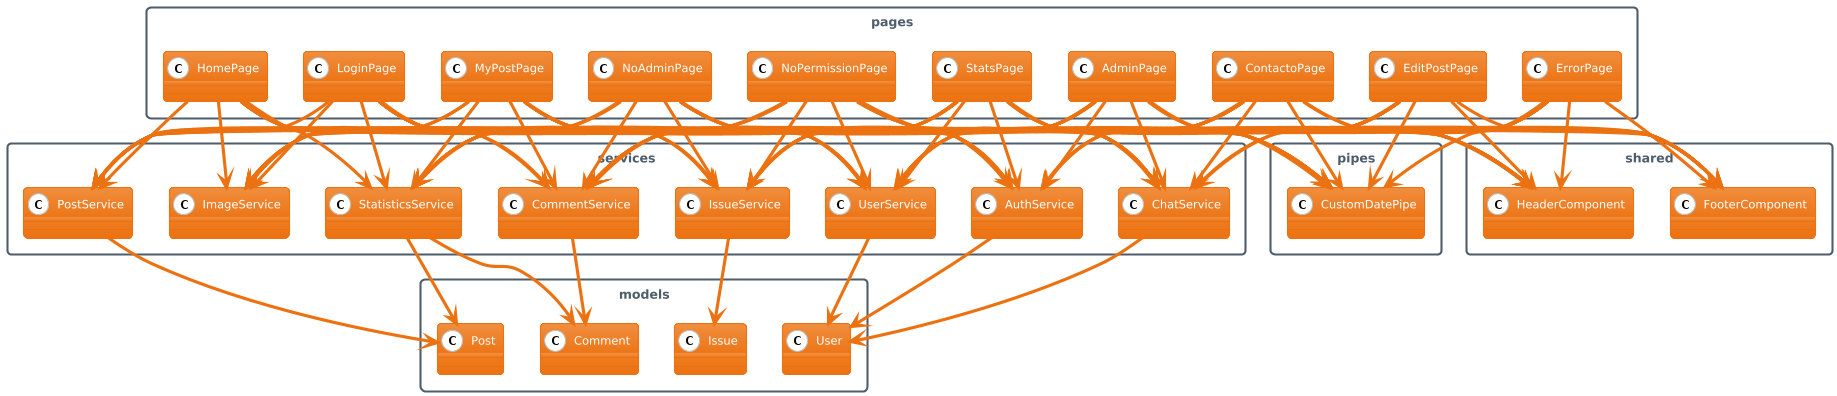 pages
C HomePage
C LoginPage
C MyPostPage
C NoAdminPage
C NoPermissionPage
C StatsPage
C AdminPage
C ContactoPage
C EditPostPage
C ErrorPage
services
pipes
shared
C PostService
C ImageService
C StatisticsService
C CommentService
C IssueService
C UserService
C AuthService
C ChatService
C CustomDatePipe
C HeaderComponent
C FooterComponent
models
C Post
C Comment
C Issue
C User